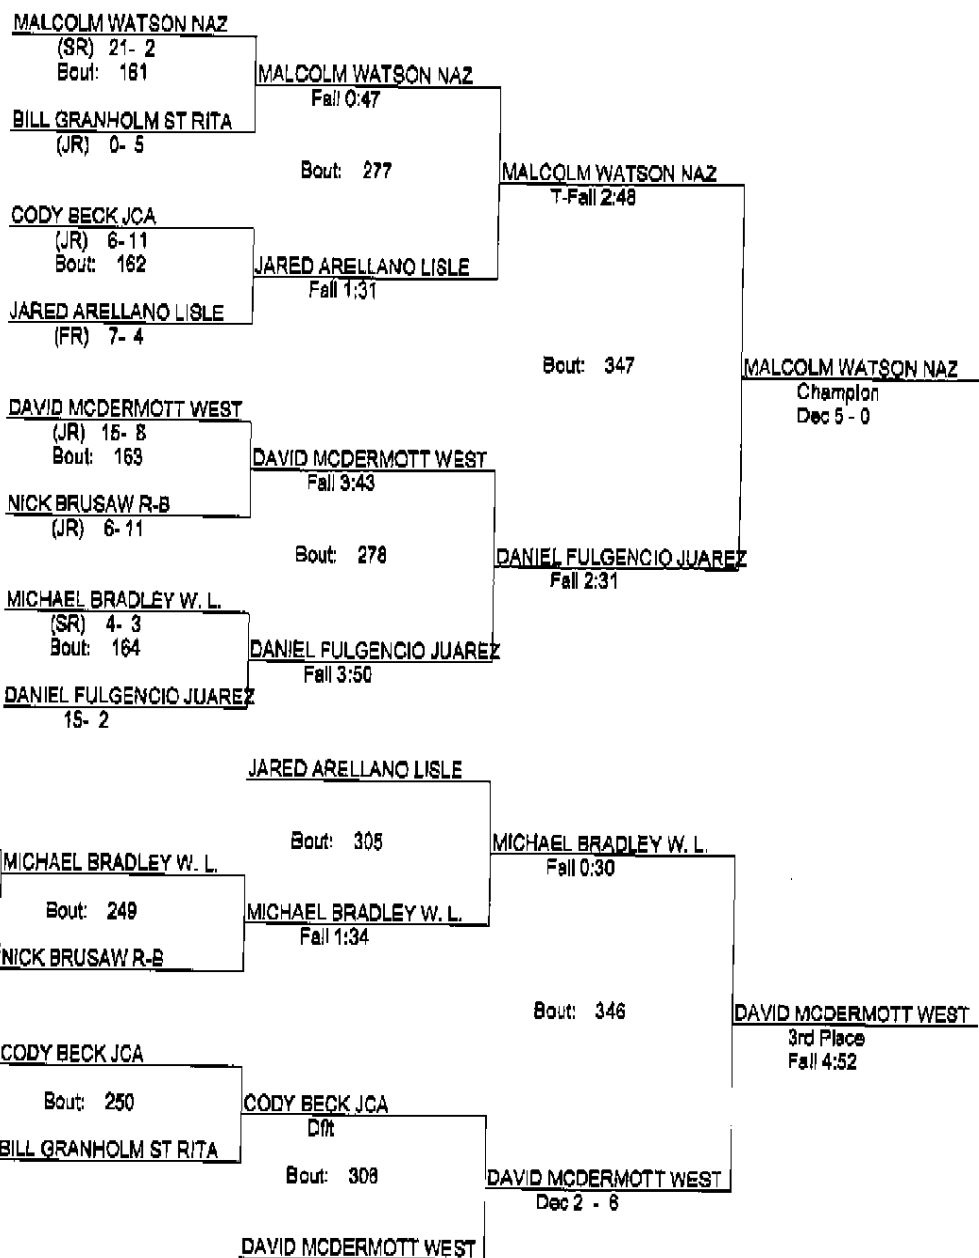 MALCOLM WATSON NAZ
(SR) 21- 2
Bout: 161
BILL GRANHOLM ST RITA
(JR) 0- 5
MALCOLM WATSON NAZ
Fall 0:47
Bout: 277
CODY BECK JCA
(JR) 6-11
Bout: 162
JARED ARELLANO LISLE
(FR) 7- 4
JARED ARELLANO LISLE
Fall 1:31
MALCOLM WATSON NAZ
T-Fall 2:48
Bout: 347
MALCOLM WATSON NAZ
Champion
Dec 5 - 0
DAVID MCDERMOTT WEST
(JR) 15- 8
Bout: 163
NICK BRUSAW R-B
(JR) 6-11
DAVID MCDERMOTT WEST
Fall 3:43
Bout: 278
DANIEL FULGENCIO JUAREZ
Fall 2:31
MICHAEL BRADLEY W. L.
(SR) 4- 3
Bout: 164
DANIEL FULGENCIO JUAREZ
15- 2
DANIEL FULGENCIO JUAREZ
Fall 3:50
JARED ARELLANO LISLE
Bout: 305
MICHAEL BRADLEY W. L.
Fall 0:30
MICHAEL BRADLEY W. L.
Bout: 249
NICK BRUSAW R-B
MICHAEL BRADLEY W. L.
Fall 1:34
Bout: 346
DAVID MCDERMOTT WEST
3rd Place
Fall 4:52
CODY BECK JCA
Bout: 250
BILL GRANHOLM ST RITA
CODY BECK JCA
Dflt
Bout: 306
DAVID MCDERMOTT WEST
Dec 2 - 6
DAVID MCDERMOTT WEST